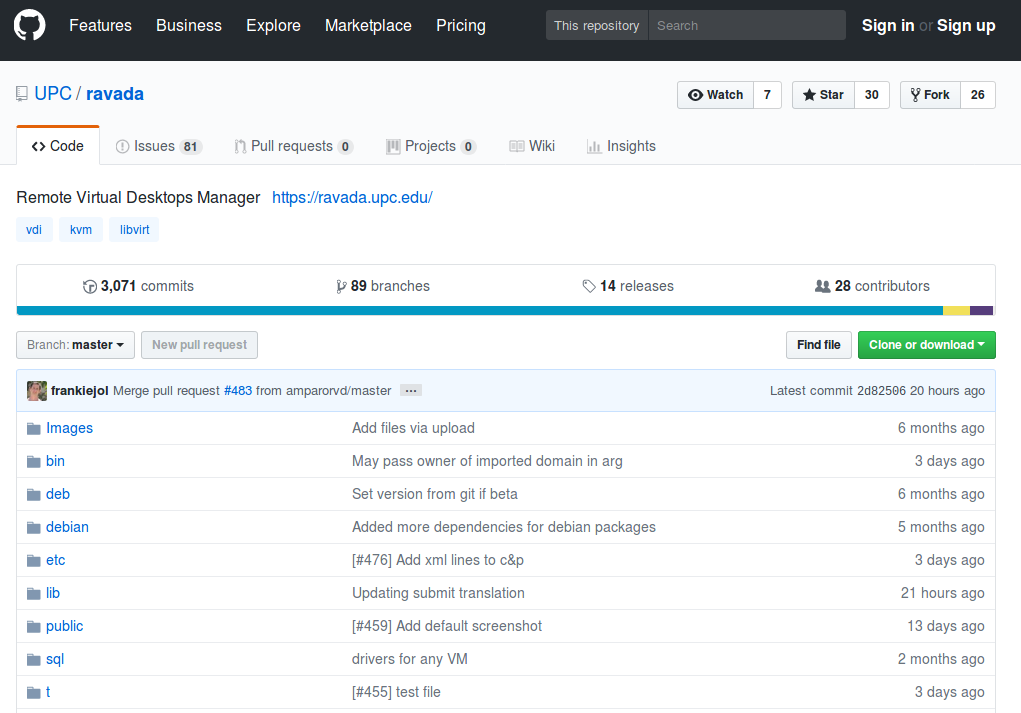 Features Business Explore Marketplace Pricing This repository Search Sign in or Sign up
UPC / ravada Watch 7 Star 30 Fork 26
Code Issues 81 Pull requests 0 Projects 0 Wiki Insights
Remote Virtual Desktops Manager https://ravada.upc.edu/
vdi kvm libvirt
3,071 commits 89 branches 14 releases 28 contributors
Branch: master New pull request Find file Clone or download
frankiejol Merge pull request #483 from amparorvd/master ... Latest commit 2d82506 20 hours ago
Images Add files via upload 6 months ago
bin May pass owner of imported domain in arg 3 days ago
deb Set version from git if beta 6 months ago
debian Added more dependencies for debian packages 5 months ago
etc [#476] Add xml lines to c&p 3 days ago
lib Updating submit translation 21 hours ago
public [#459] Add default screenshot 13 days ago
sql drivers for any VM 2 months ago
t [#455] test file 3 days ago